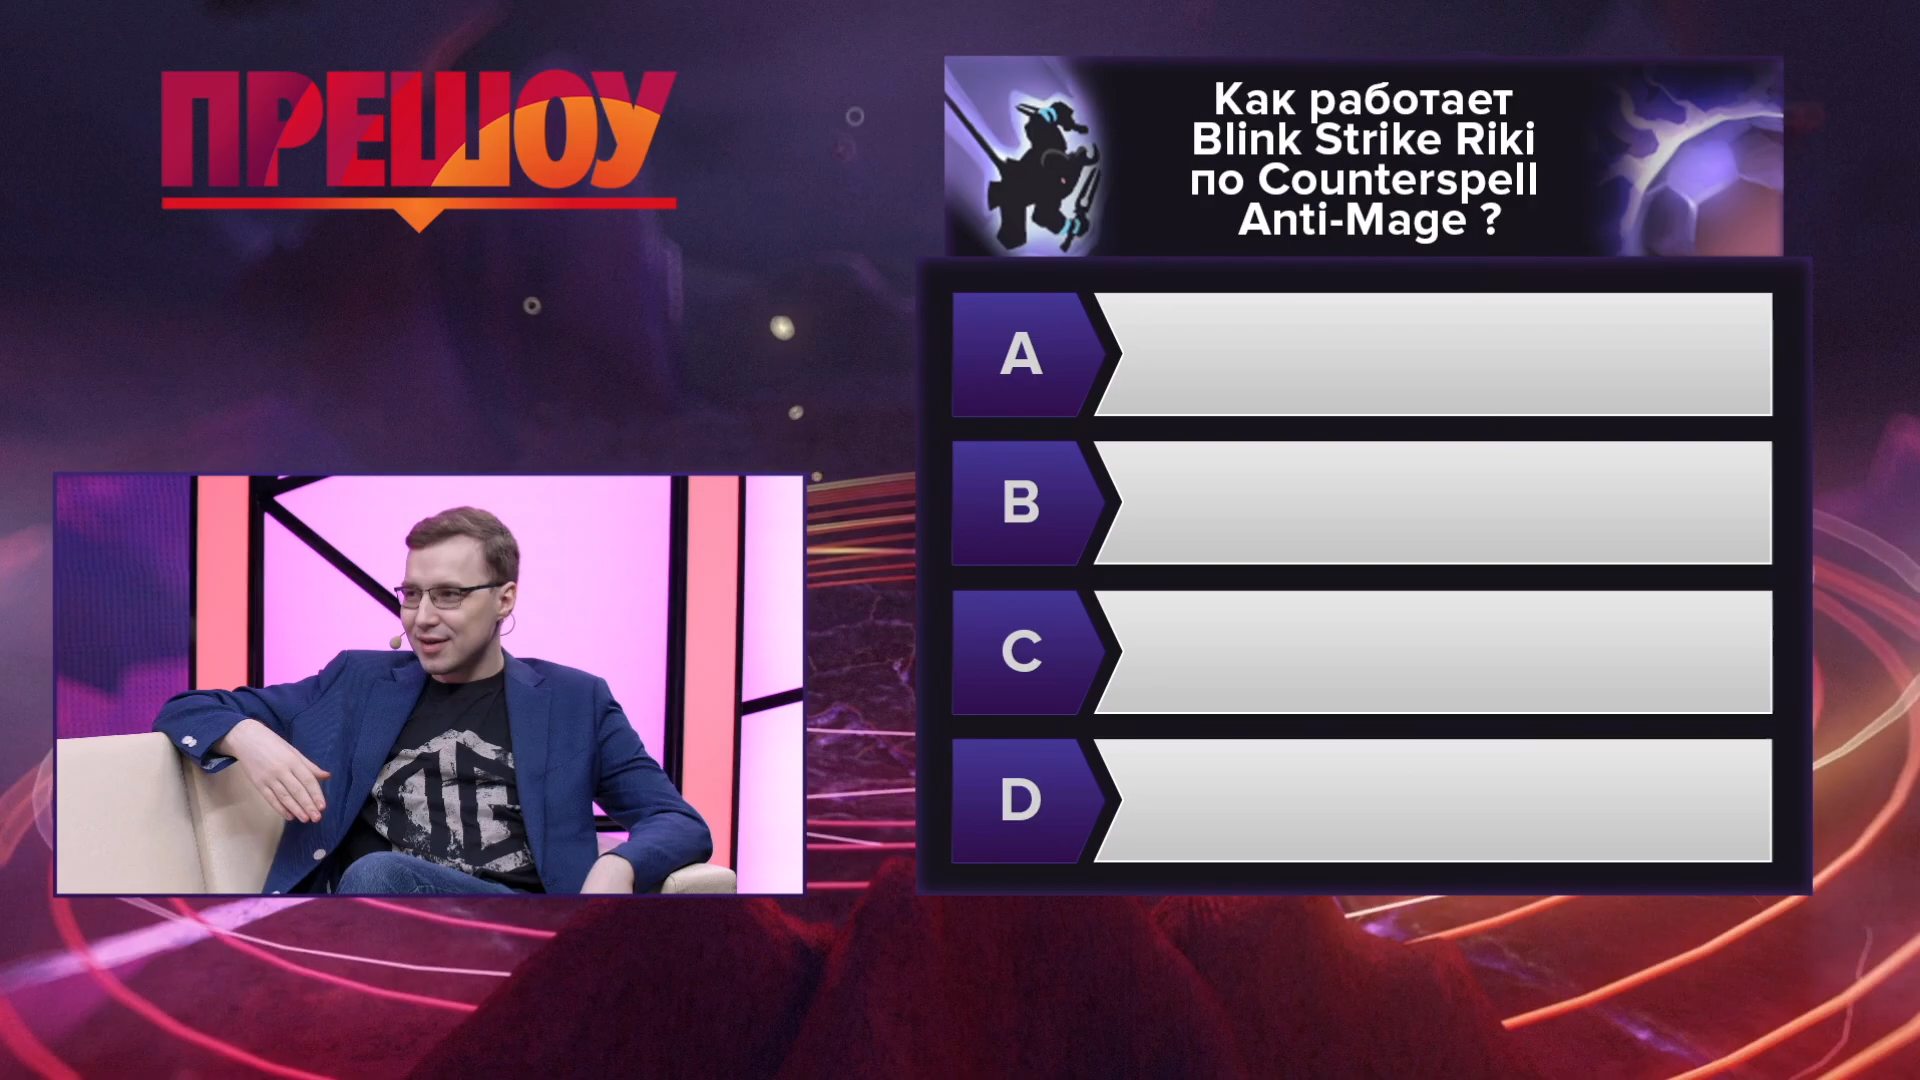 ПРЕШОУ
Как работает
Blink Strike Riki
по Counterspell
Anti-Mage ?
A
B
C
D